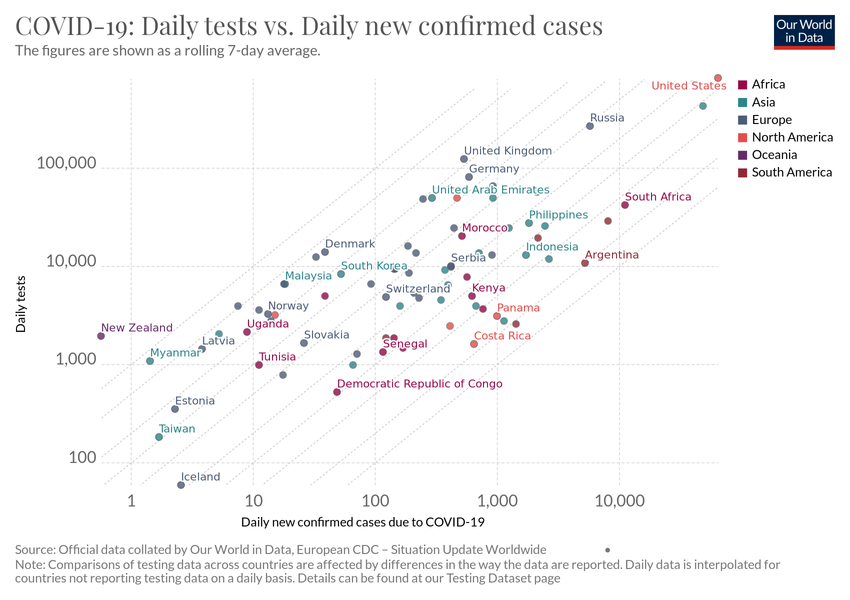 COVID-19: Daily tests vs. Daily new confirmed cases
The figures are shown as a rolling 7-day average.
Our World
in Data
United States
Africa
Asia
Europe
North America
Oceania
South America
Russia
United Kingdom
100,000
Germany
United Arab Emirates
South Africa
Philippines
Morocco
Denmark
Indonesia
Argentina
10,000
South Korea
Serbia
Malaysia
Switzerland
Kenya
Norway
Panama
New Zealand
Uganda
Latvia
Slovakia
Costa Rica
Senegal
Myanmar
Tunisia
1,000
Democratic Republic of Congo
Estonia
Taiwan
100
Iceland
Daily tests
1
10
100
1,000
10,000
Daily new confirmed cases due to COVID-19
Source: Official data collated by Our World in Data, European CDC – Situation Update Worldwide
Note: Comparisons of testing data across countries are affected by differences in the way the data are reported. Daily data is interpolated for
countries not reporting testing data on a daily basis. Details can be found at our Testing Dataset page